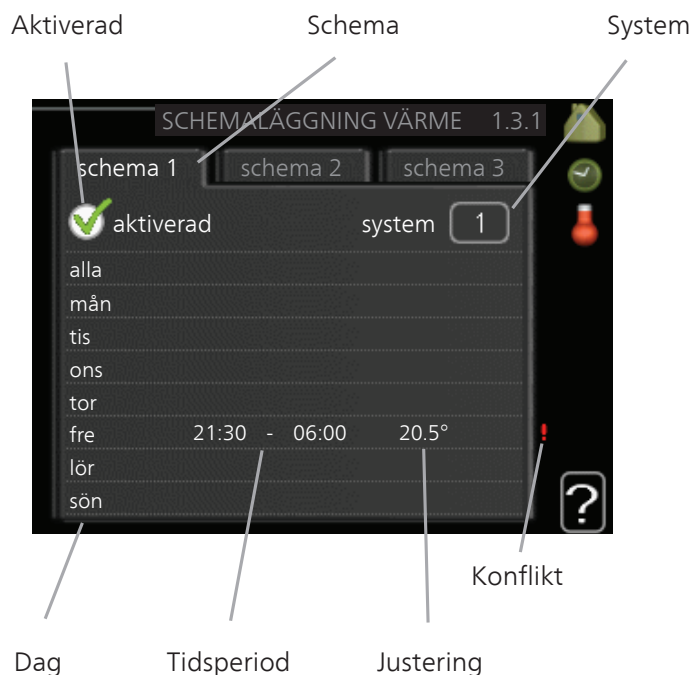 Aktiverad Schema System
SCHEMALÄGGNING VÄRME 1.3.1
schema 1 schema 2 schema 3
aktiverad system 1
alla
mån
tis
ons
tor
fre 21:30 - 06:00 20.5° !
lör
sön
?
Konflikt
Dag Tidsperiod Justering